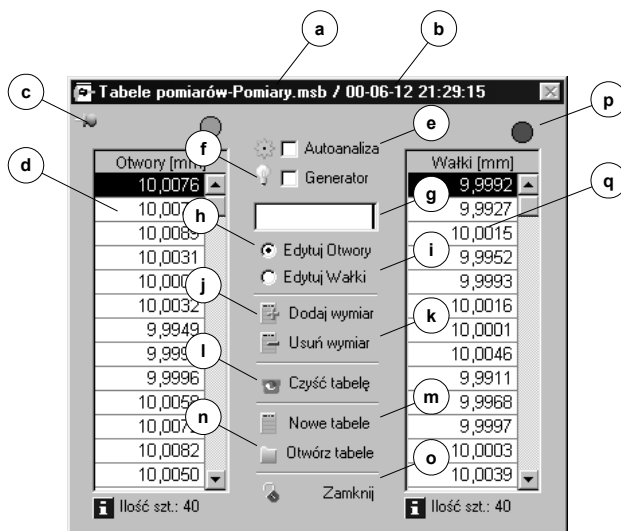 a
b
Tabele pomiarów-Pomiary.msb / 00-06-12 21:29:15
c
p
d
Otwory [mm]
10,0076
10,0089
10,0031
10,0032
9,9949
9,9996
10,0058
10,0082
10,0050
Ilość szt.: 40
e
Autoanaliza
f
Generator
g
h
Edytuj Otwory
i
Edytuj Wałki
j
Dodaj wymiar
k
Usuń wymiar
l
Czyść tabelę
m
Nowe tabele
n
Otwórz tabele
o
Zamknij
q
Wałki [mm]
9,9992
9,9927
10,0015
9,9952
9,9993
10,0016
10,0001
10,0046
9,9911
9,9968
9,9997
10,0003
10,0039
Ilość szt.: 40